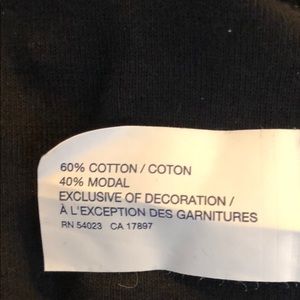 60% COTTON / COTON
40% MODAL
EXCLUSIVE OF DECORATION /
À L'EXCEPTION DES GARNITURES
RN 54023 CA 17897